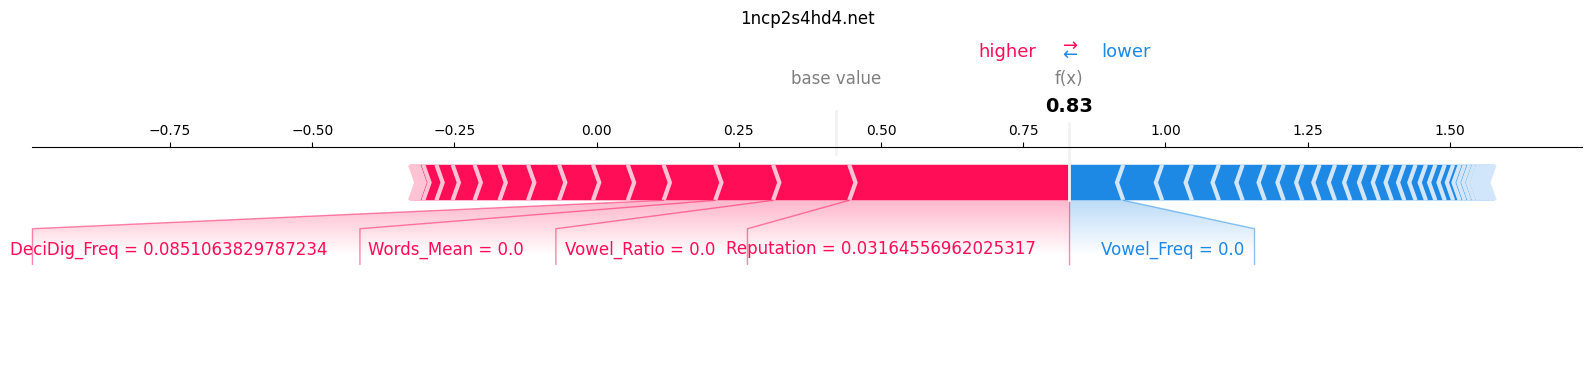 1ncp2s4hd4.net
higher → ← lower
base value f(x)
0.83
−0.75 −0.50 −0.25 0.00 0.25 0.50 0.75 1.00 1.25 1.50
DeciDig_Freq = 0.0851063829787234 Words_Mean = 0.0 Vowel_Ratio = 0.0 Reputation = 0.03164556962025317 Vowel_Freq = 0.0